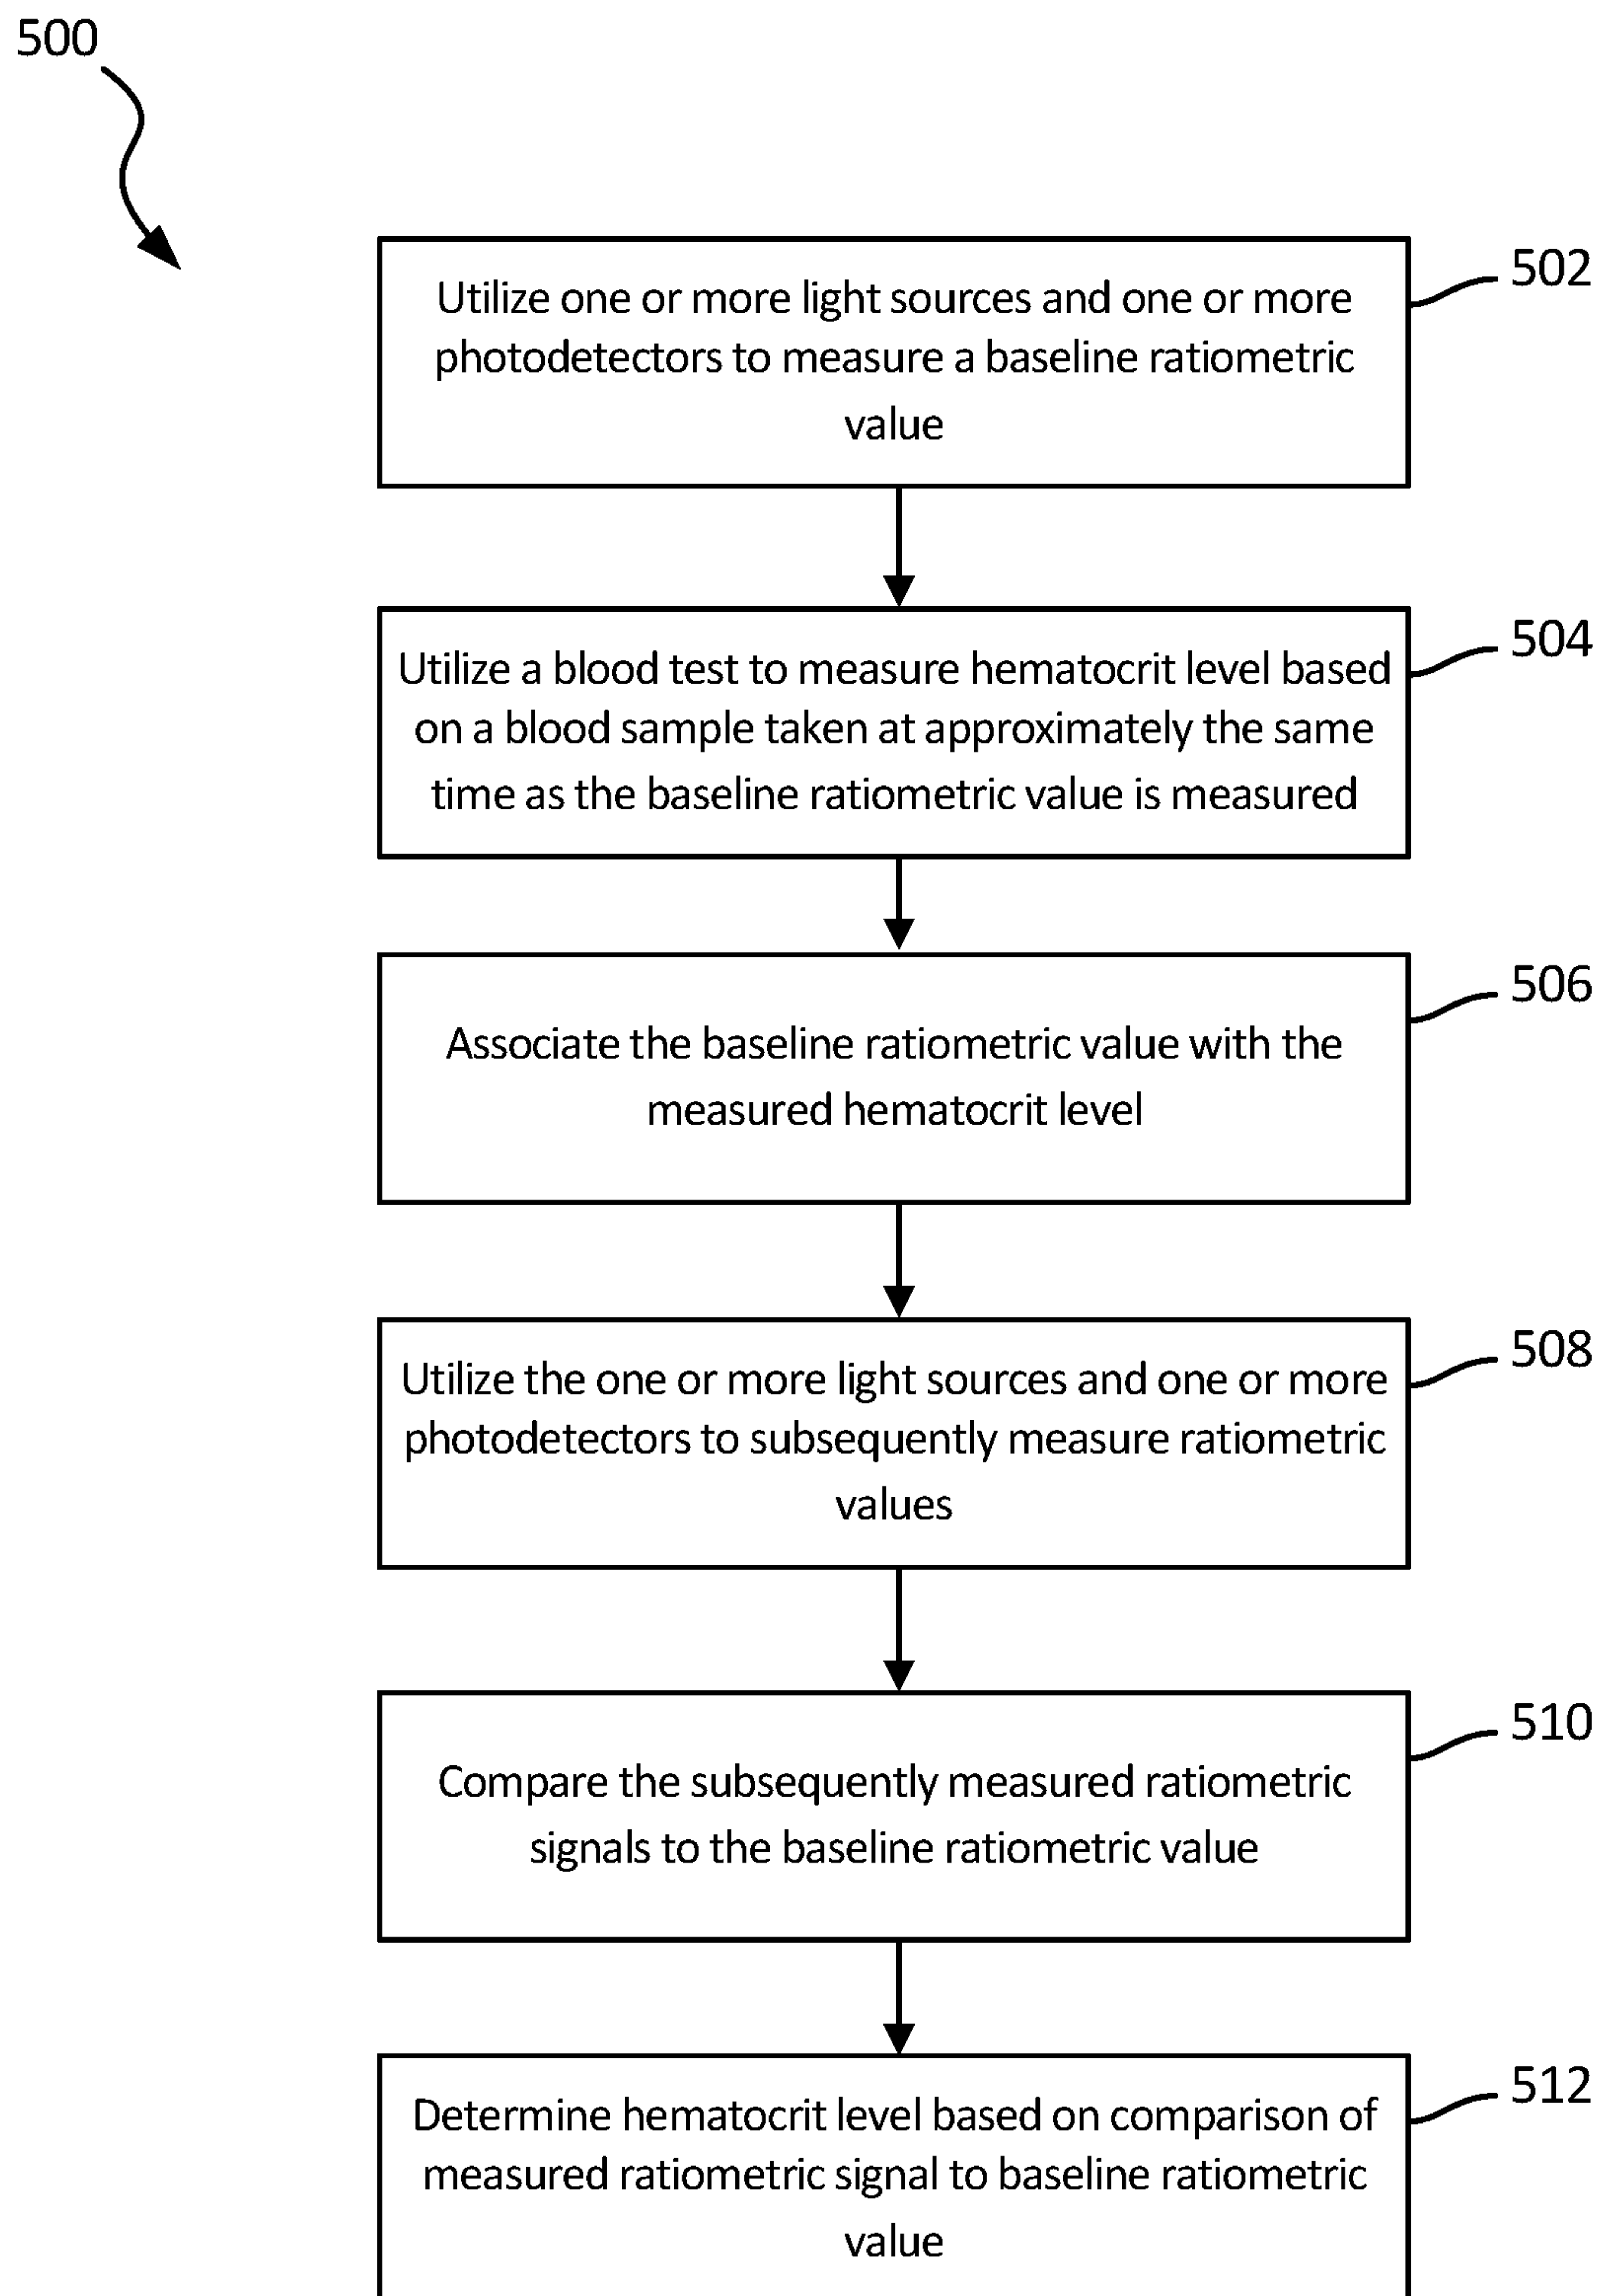 500
502
Utilize one or more light sources and one or more
photodetectors to measure a baseline ratiometric
value
504
Utilize a blood test to measure hematocrit level based
on a blood sample taken at approximately the same
time as the baseline ratiometric value is measured
506
Associate the baseline ratiometric value with the
measured hematocrit level
508
Utilize the one or more light sources and one or more
photodetectors to subsequently measure ratiometric
values
510
Compare the subsequently measured ratiometric
signals to the baseline ratiometric value
512
Determine hematocrit level based on comparison of
measured ratiometric signal to baseline ratiometric
value